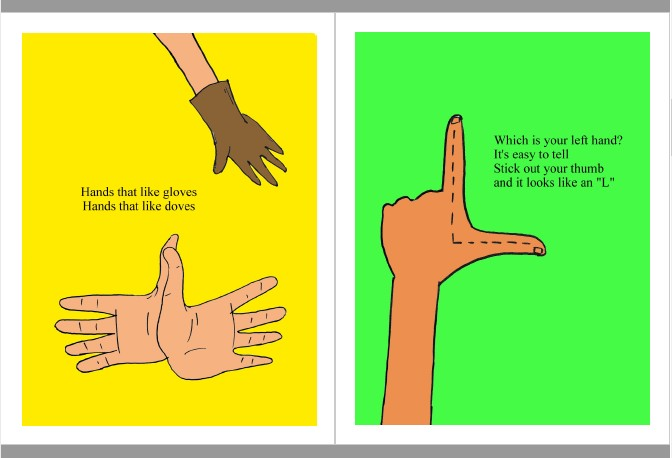 Hands that like gloves
Hands that like doves
Which is your left hand?
It's easy to tell
Stick out your thumb
and it looks like an "L"